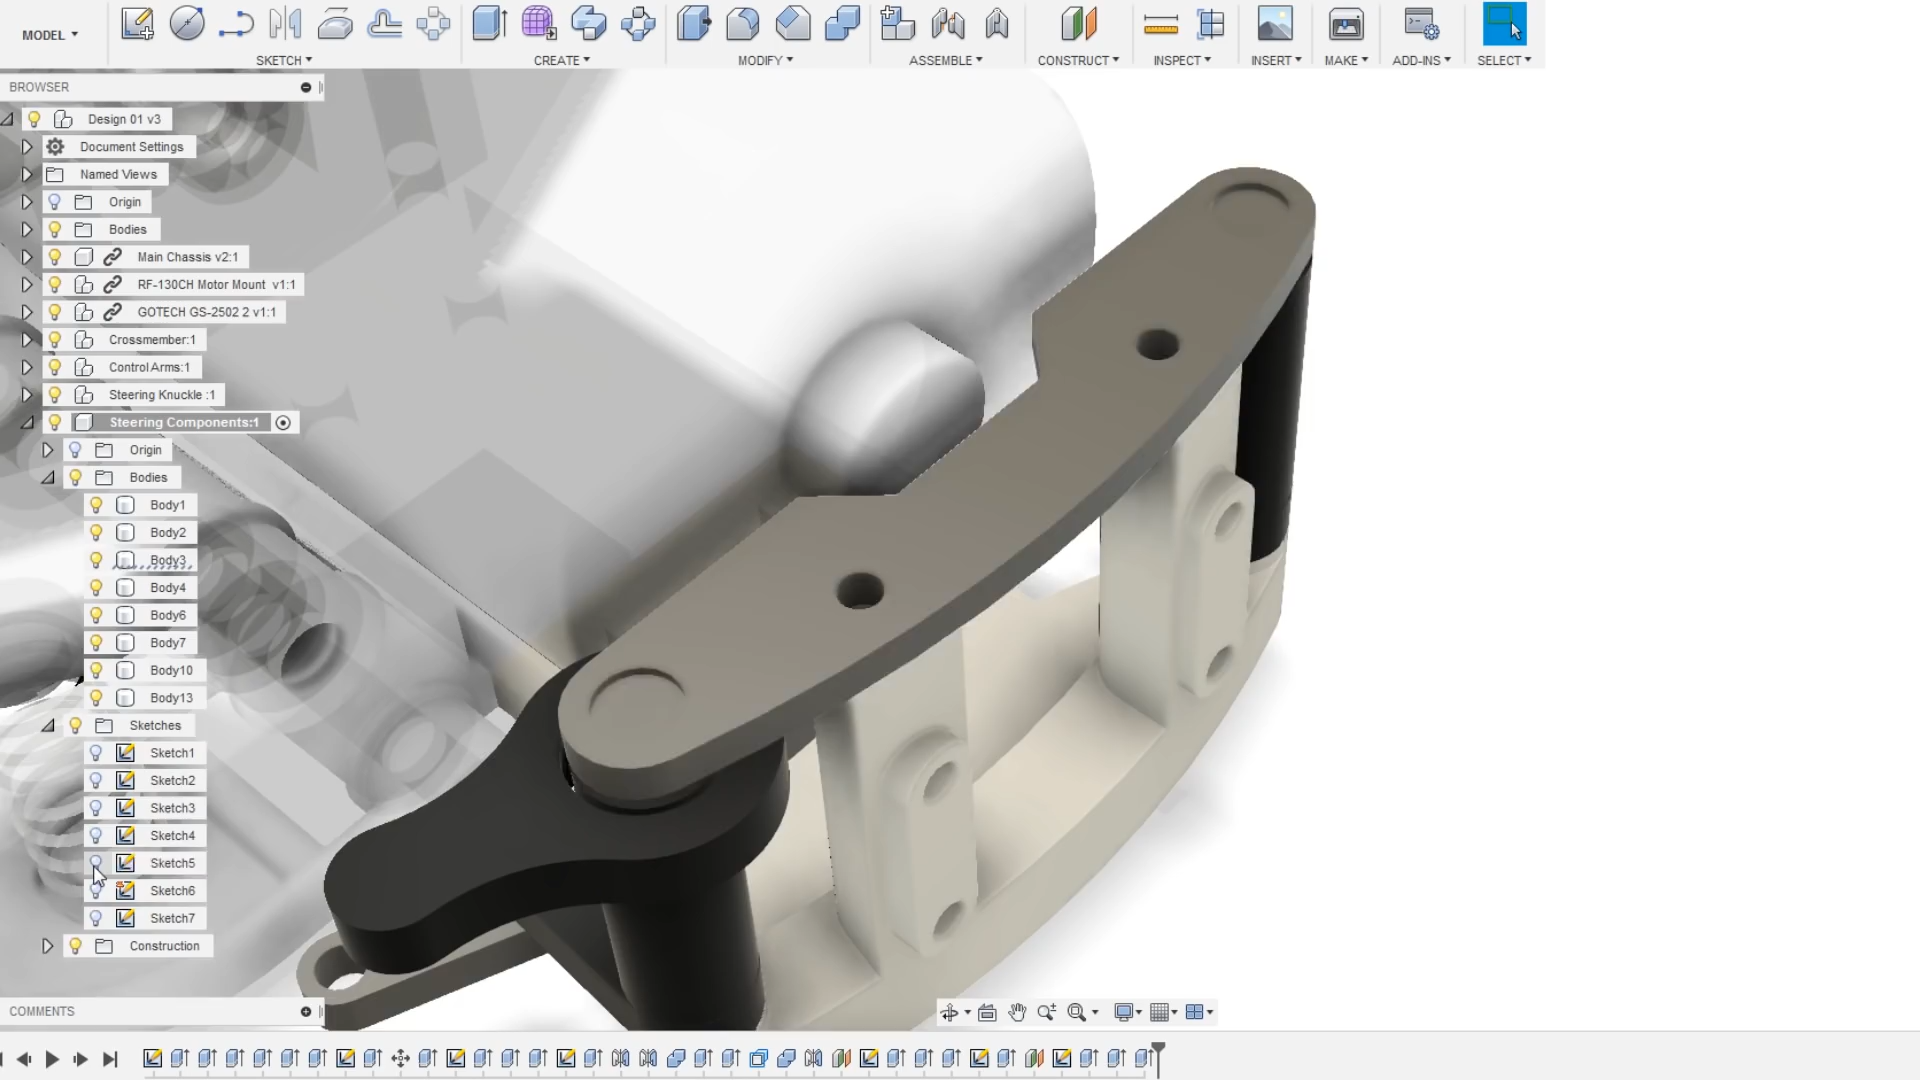 MODEL
SKETCH
CREATE
MODIFY
ASSEMBLE
CONSTRUCT
INSPECT
INSERT
MAKE
ADD-INS
SELECT
BROWSER
Design 01 v3
Document Settings
Named Views
Origin
Bodies
Main Chassis v2:1
RF-130CH Motor Mount v1:1
GOTECH GS-2502 2 v1:1
Crossmember:1
Control Arms:1
Steering Knuckle :1
Steering Components:1
Origin
Bodies
Body1
Body2
Body3
Body4
Body6
Body7
Body10
Body13
Sketches
Sketch1
Sketch2
Sketch3
Sketch4
Sketch5
Sketch6
Sketch7
Construction
COMMENTS